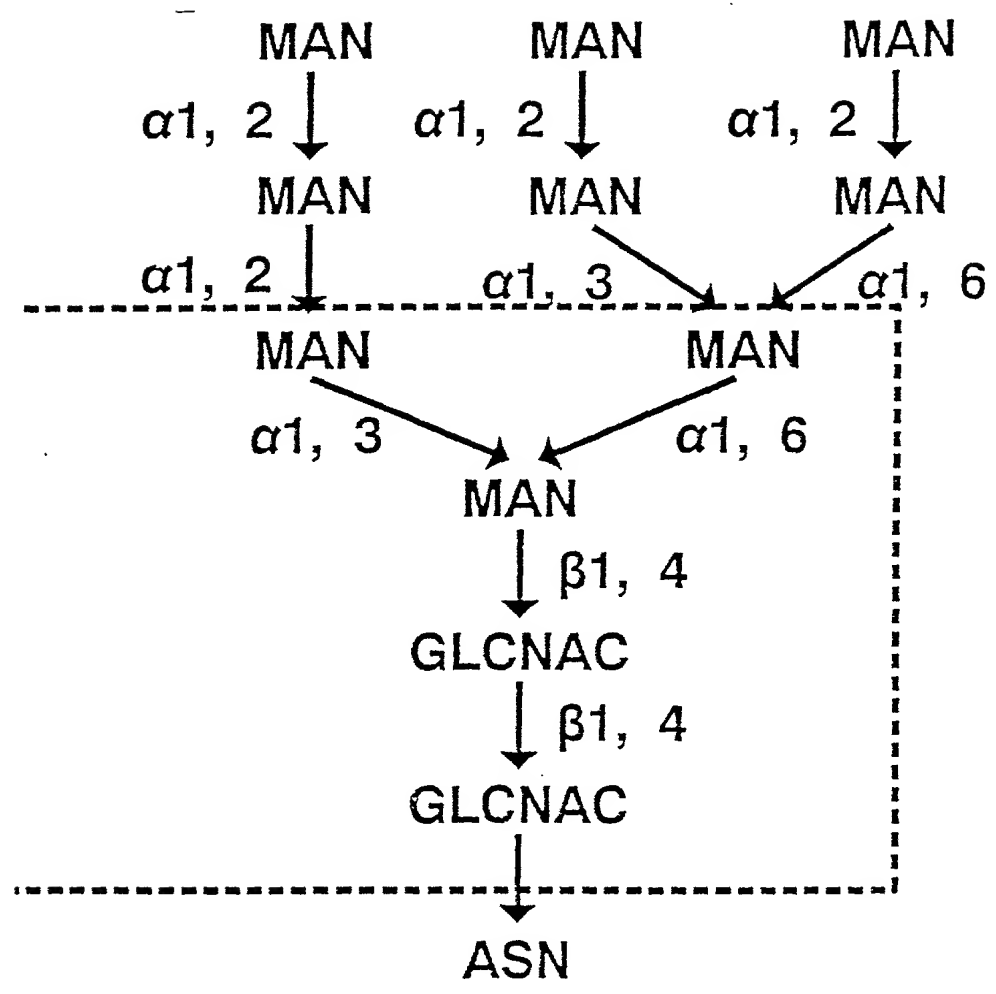 MAN MAN MAN
α1, 2 α1, 2 α1, 2
MAN MAN MAN
α1, 2 α1, 3 α1, 6
MAN MAN
α1, 3 α1, 6
MAN
β1, 4
GLCNAC
β1, 4
GLCNAC
ASN